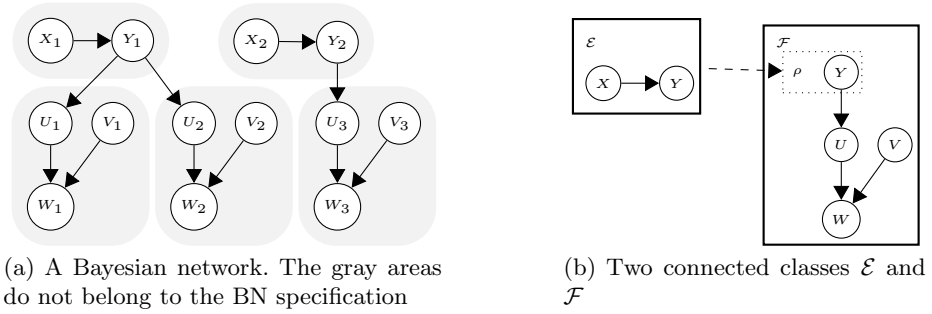 X₁ Y₁ X₂ Y₂
U₁ V₁ U₂ V₂ U₃ V₃
W₁ W₂ W₃
(a) A Bayesian network. The gray areas
do not belong to the BN specification
ℰ
X Y
ℱ
ρ Y
U V
W
(b) Two connected classes ℰ and
ℱ